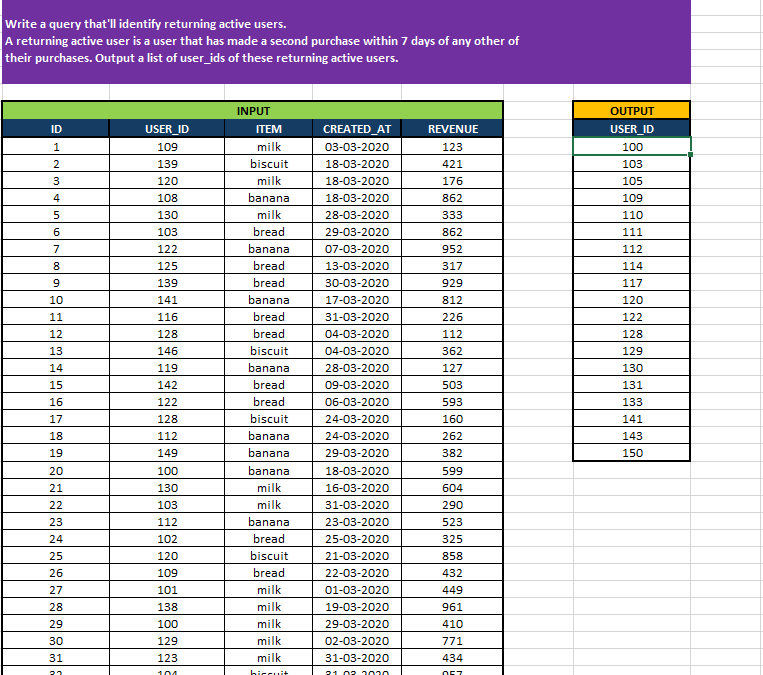 Write a query that'll identify returning active users.
A returning active user is a user that has made a second purchase within 7 days of any other of
their purchases. Output a list of user_ids of these returning active users.
INPUT OUTPUT
ID USER_ID ITEM CREATED_AT REVENUE USER_ID
1 109 milk 03-03-2020 123 100
2 139 biscuit 18-03-2020 421 103
3 120 milk 18-03-2020 176 105
4 108 banana 18-03-2020 862 109
5 130 milk 28-03-2020 333 110
6 103 bread 29-03-2020 862 111
7 122 banana 07-03-2020 952 112
8 125 bread 13-03-2020 317 114
9 139 bread 30-03-2020 929 117
10 141 banana 17-03-2020 812 120
11 116 bread 31-03-2020 226 122
12 128 bread 04-03-2020 112 128
13 146 biscuit 04-03-2020 362 129
14 119 banana 28-03-2020 127 130
15 142 bread 09-03-2020 503 131
16 122 bread 06-03-2020 593 133
17 128 biscuit 24-03-2020 160 141
18 112 banana 24-03-2020 262 143
19 149 banana 29-03-2020 382 150
20 100 banana 18-03-2020 599
21 130 milk 16-03-2020 604
22 103 milk 31-03-2020 290
23 112 banana 23-03-2020 523
24 102 bread 25-03-2020 325
25 120 biscuit 21-03-2020 858
26 109 bread 22-03-2020 432
27 101 milk 01-03-2020 449
28 138 milk 19-03-2020 961
29 100 milk 29-03-2020 410
30 129 milk 02-03-2020 771
31 123 milk 31-03-2020 434